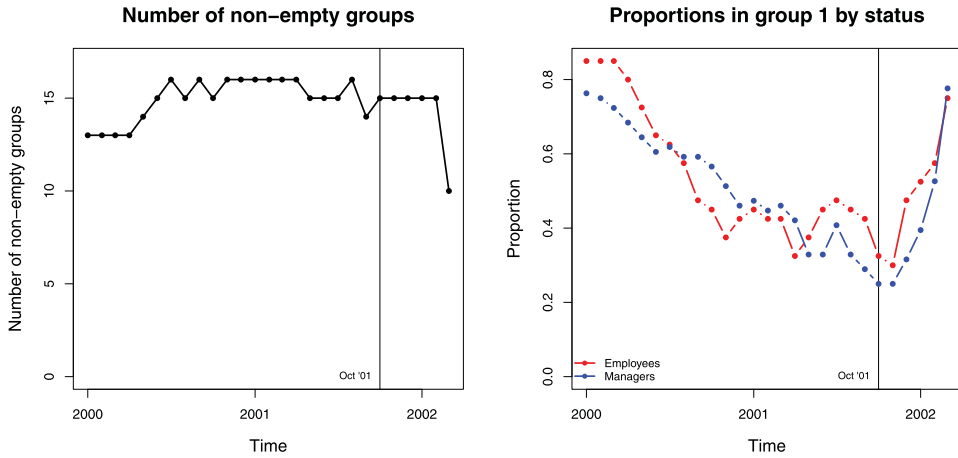 Number of non−empty groups
Number of non−empty groups
15
10
5
0
Oct '01
2000
2001
2002
Time
Proportions in group 1 by status
Proportion
0.8
0.6
0.4
0.2
0.0
Employees
Managers
Oct '01
2000
2001
2002
Time